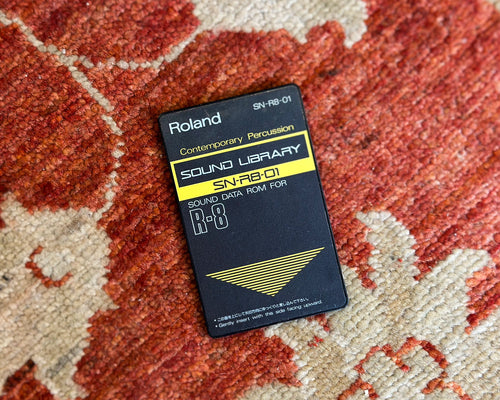 SN-R8-01
Roland
Contemporary Percussion
SOUND LIBRARY
SN-R8-01
SOUND DATA ROM FOR
R-8
• Gently insert with this side facing upward.